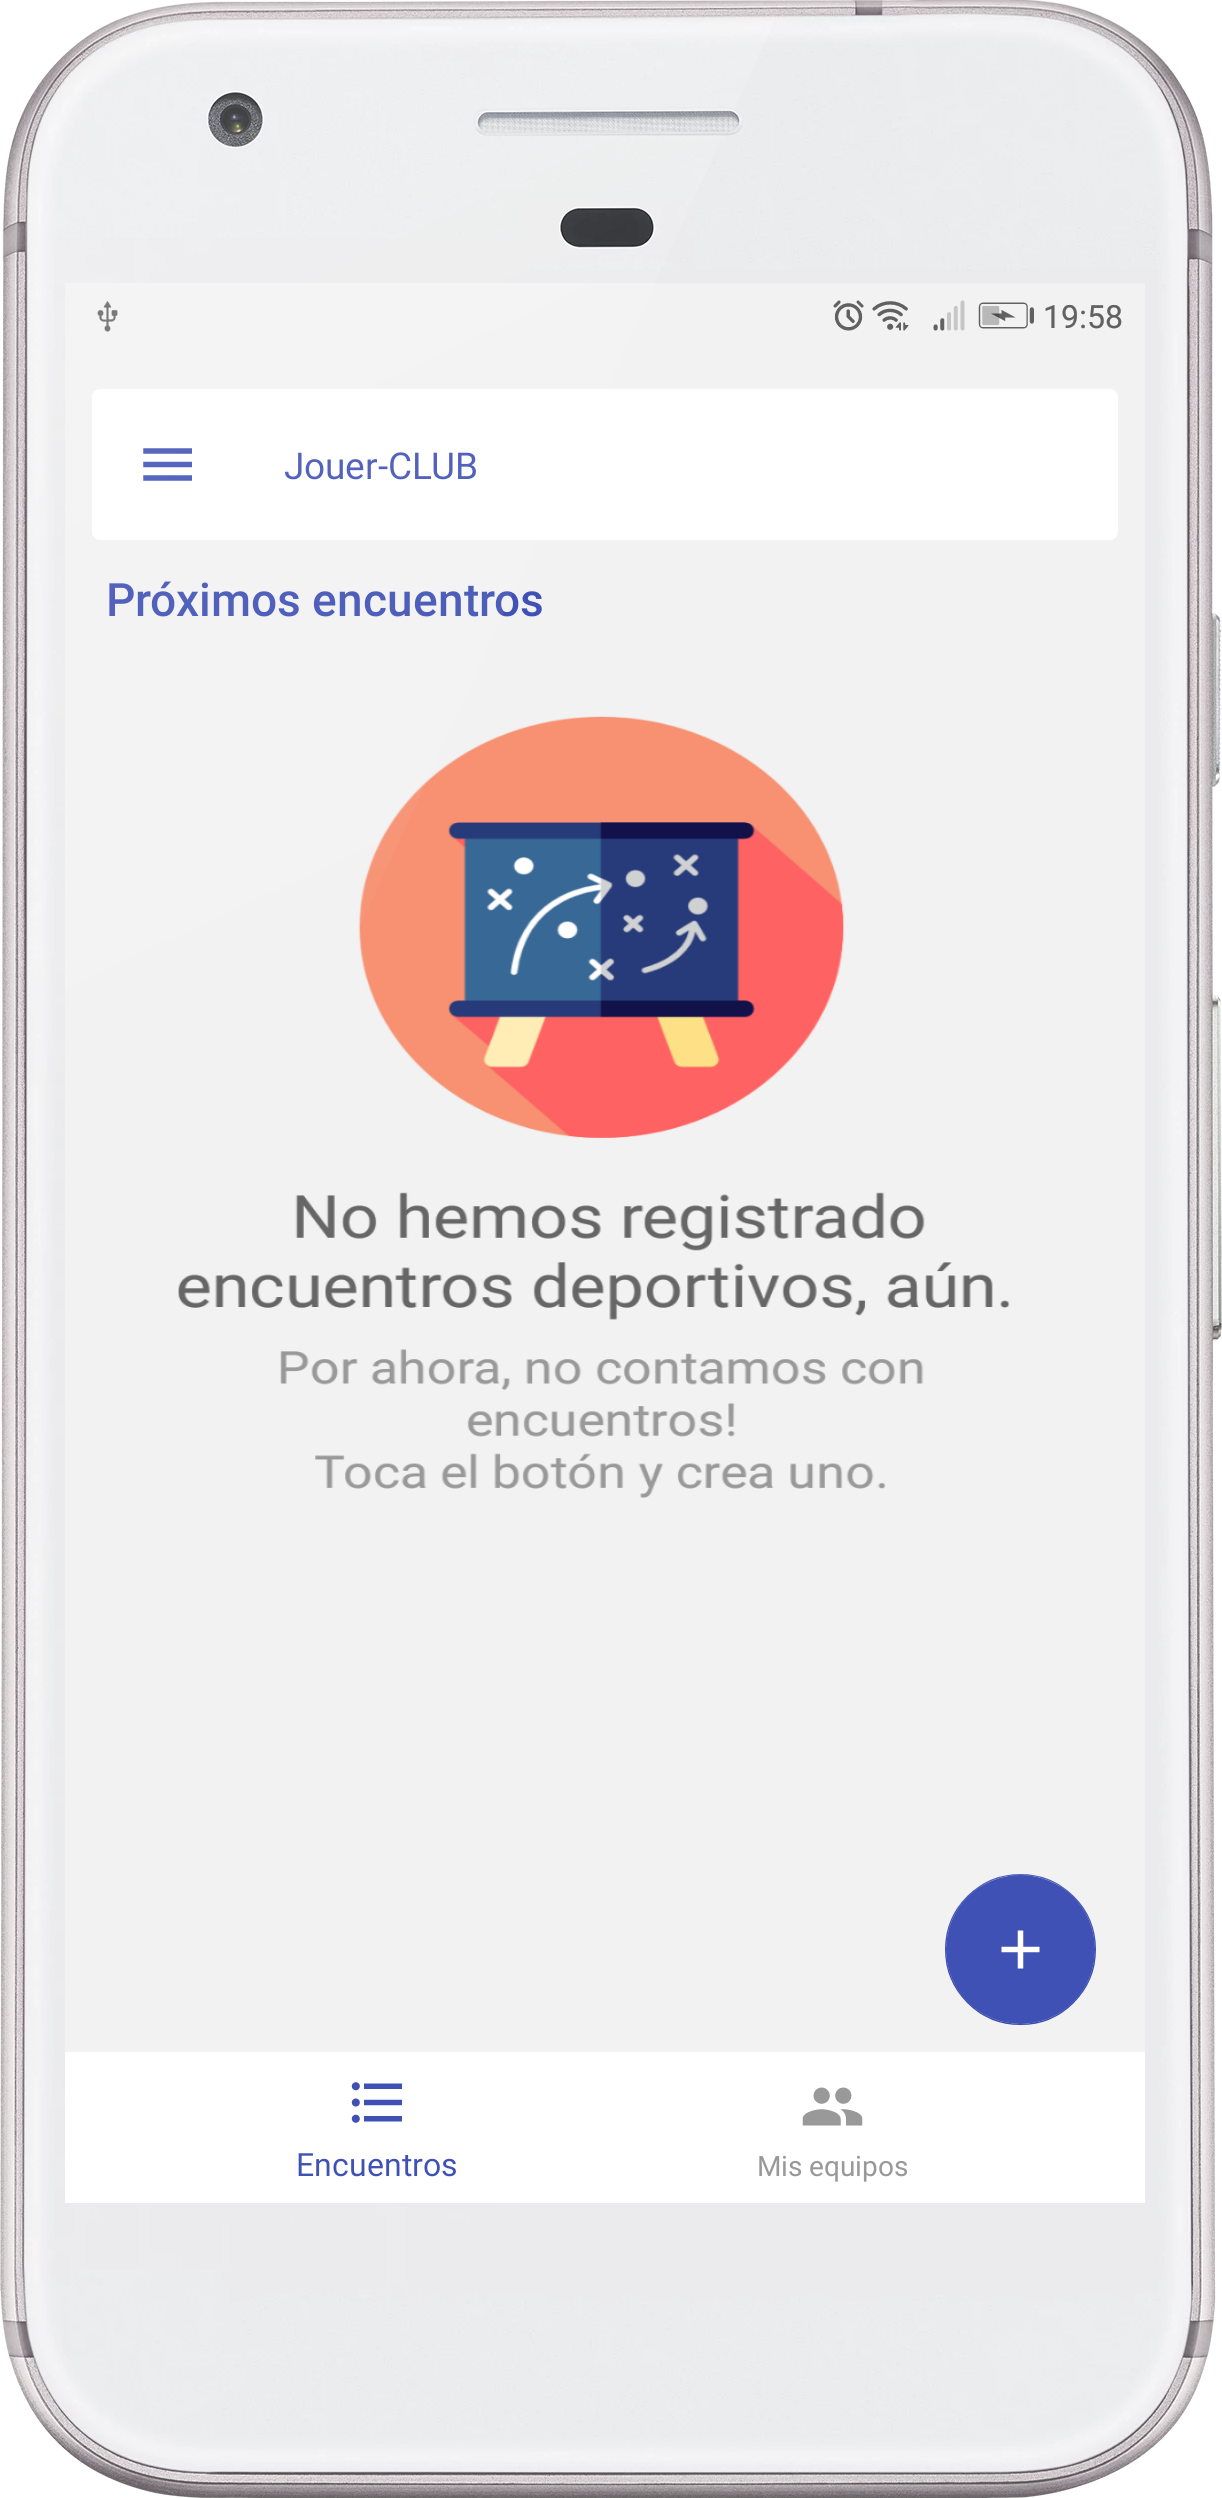 19:58
Jouer-CLUB
Próximos encuentros
No hemos registrado
encuentros deportivos, aún.
Por ahora, no contamos con
encuentros!
Toca el botón y crea uno.
Encuentros
Mis equipos